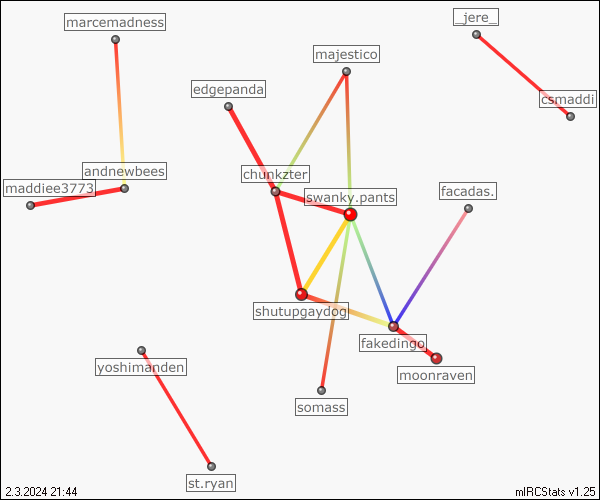 marcemadness
_jere_
majestico
edgepanda
csmaddi
andnewbees
chunkzter
maddiee3773
swanky.pants
facadas.
shutupgaydog
fakedingo
yoshimanden
moonraven
somass
st.ryan
2.3.2024 21:44
mIRCStats v1.25